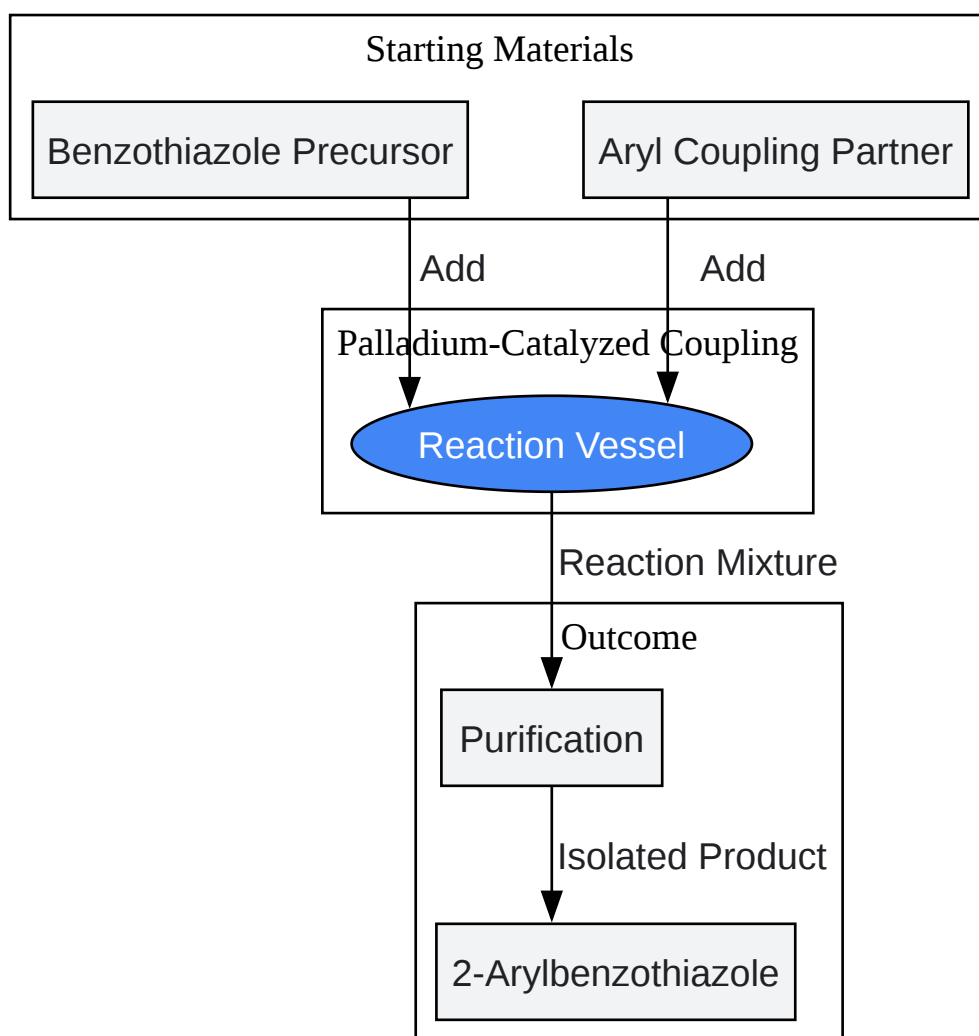 Starting Materials
Benzothiazole Precursor
Aryl Coupling Partner
Add
Add
Palladium-Catalyzed Coupling
Reaction Vessel
Reaction Mixture
Outcome
Purification
Isolated Product
2-Arylbenzothiazole